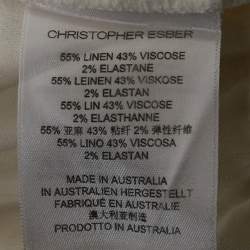 CHRISTOPHER ESBER
55% LINEN 43% VISCOSE
2% ELASTANE
55% LEINEN 43% VISKOSE
2% ELASTAN
55% LIN 43% VISCOSE
2% ELASTHANNE
55% 亚麻 43% 粘纤 2% 弹性纤维
55% LINO 43% VISCOSA
2% ELASTAN
MADE IN AUSTRALIA
IN AUSTRALIEN HERGESTELLT
FABRIQUÉ EN AUSTRALIE
澳大利亚制造
PRODOTTO IN AUSTRALIA